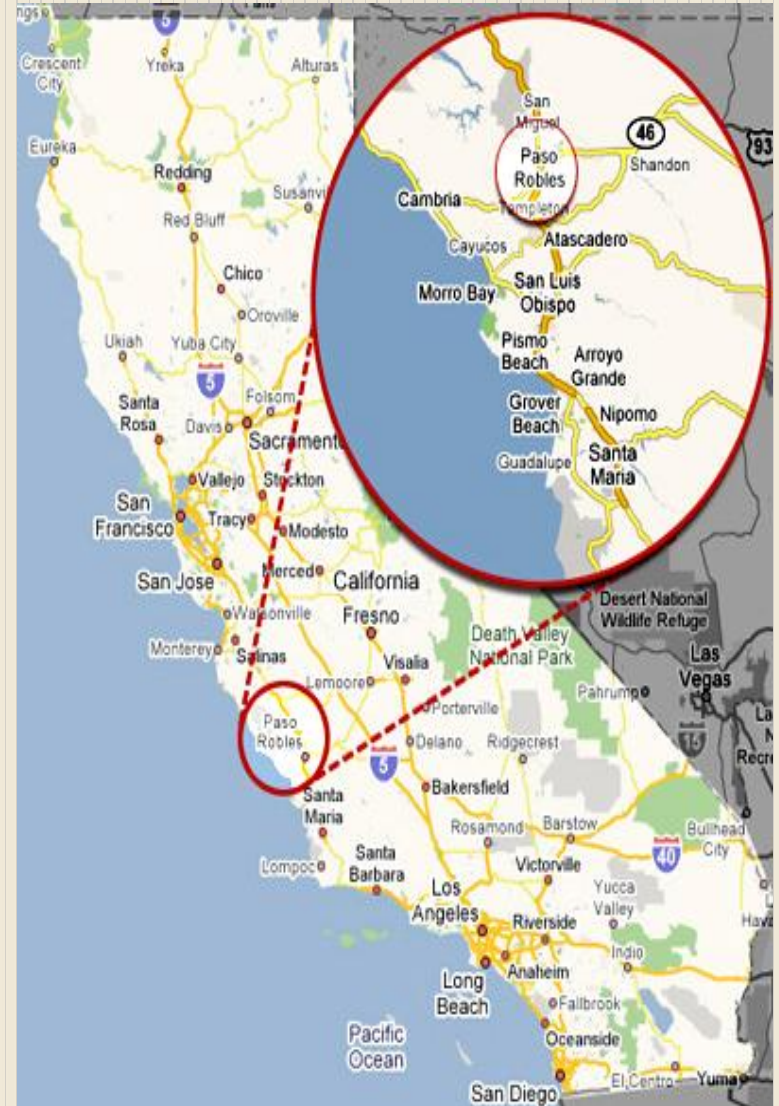 5
Crescent
City
Yreka
Alturas
Eureka
Redding
Red Bluff
Chico
Oroville
Ukiah
Yuba City
5
Folsom
Santa
Rosa
Davis
Sacramento
Vallejo
Stockton
San
Francisco
Tracy
Modesto
San Jose
Merced
California
Watsonville
Fresno
Monterey
Salinas
Visalia
Lemoore
Death Valley
National Park
Paso
Robles
Porterville
Delano
Ridgecrest
5
Santa
Maria
Bakersfield
Rosamond
Barstow
40
Bullhead
City
Lompoc
Santa
Barbara
Victorville
Los
Angeles
Yucca
Valley
Riverside
Indio
Anaheim
Long
Beach
Fallbrook
Oceanside
Pacific
Ocean
San Diego
El Centro
Yuma
Desert National
Wildlife Refuge
Las
Vegas
Pahrump
15
93
San
Miguel
46
Paso
Robles
Shandon
Cambria
Templeton
Cayucos
Atascadero
Morro Bay
San Luis
Obispo
Pismo
Beach
Arroyo
Grande
Grover
Beach
Nipomo
Guadalupe
Santa
Maria